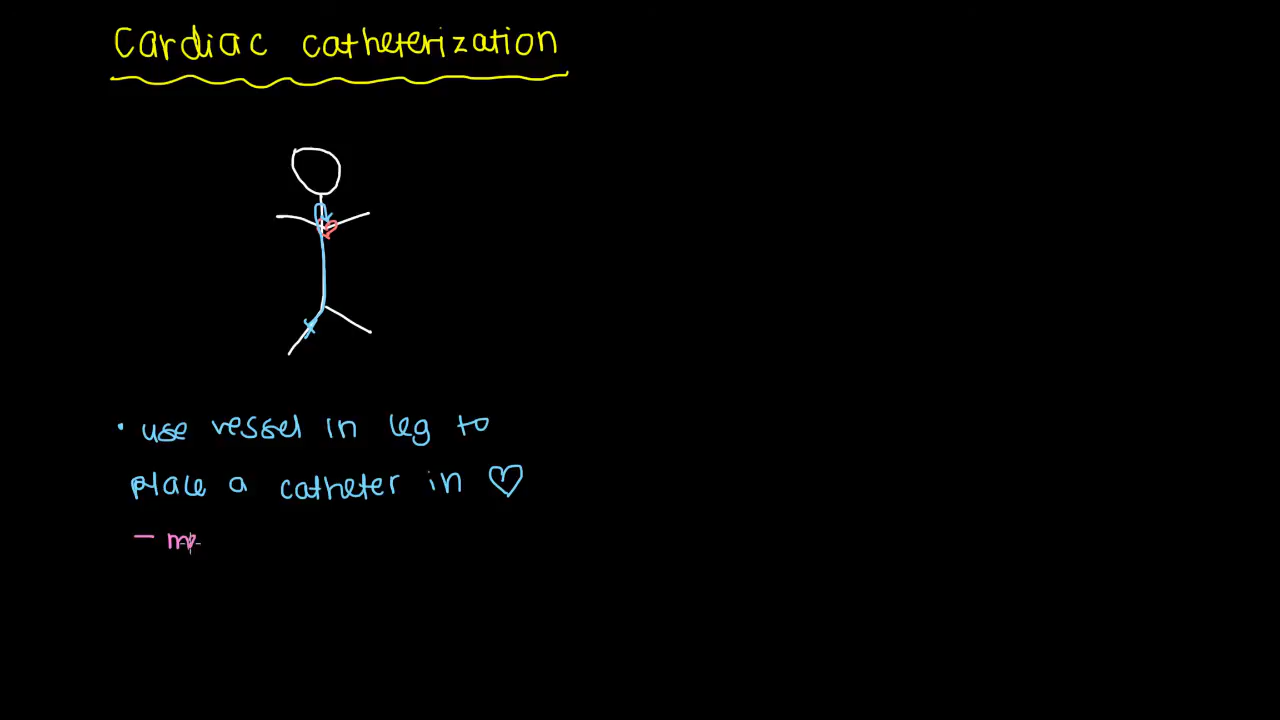 Cardiac catheterization
• use vessel in leg to
place a catheter in ♡
-